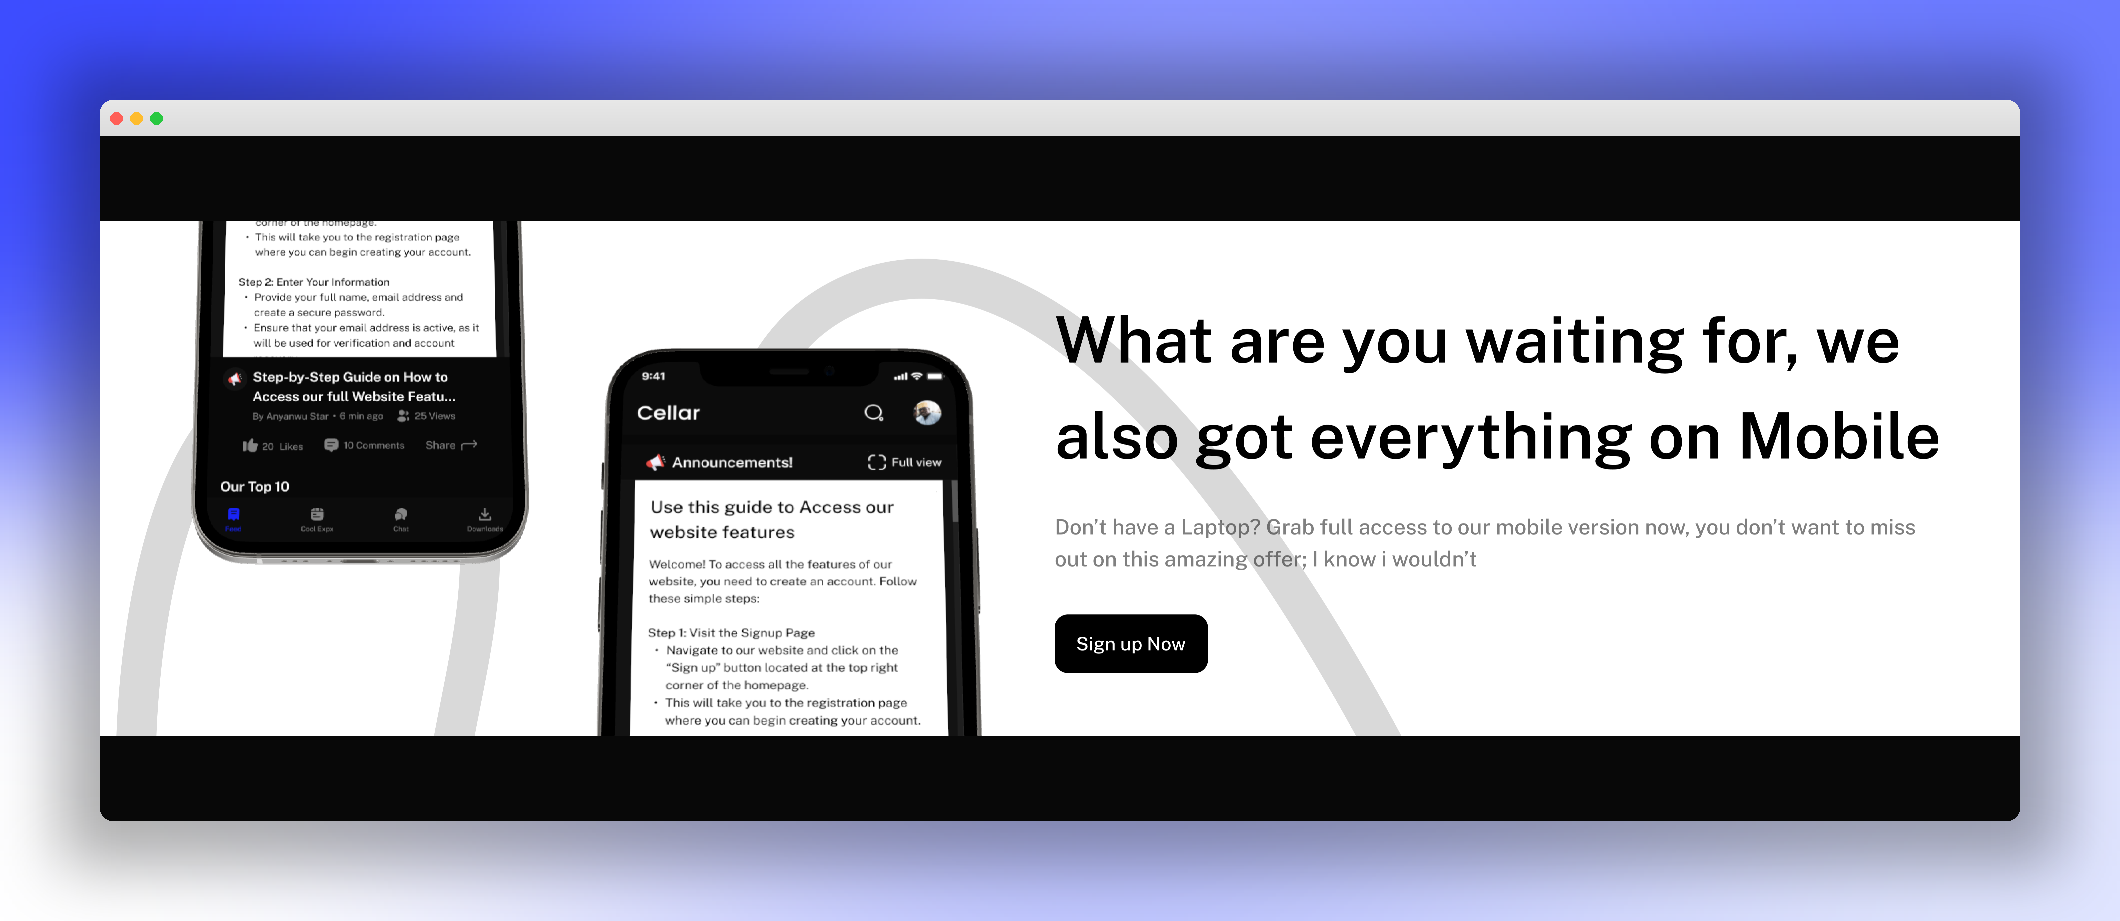 corner of the homepage.
• This will take you to the registration page
where you can begin creating your account.
Step 2: Enter Your Information
• Provide your full name, email address and
create a secure password.
• Ensure that your email address is active, as it
will be used for verification and account
Step-by-Step Guide on How to
Access our full Website Featu...
By Anyanwu Star • 6 min ago 25 Views
20 Likes 10 Comments Share
Our Top 10
Feed Cool Expx Chat Downloads
9:41
Cellar
Announcements! Full view
Use this guide to Access our
website features
Welcome! To access all the features of our
website, you need to create an account. Follow
these simple steps:
Step 1: Visit the Signup Page
• Navigate to our website and click on the
“Sign up” button located at the top right
corner of the homepage.
• This will take you to the registration page
where you can begin creating your account.
What are you waiting for, we
also got everything on Mobile
Don’t have a Laptop? Grab full access to our mobile version now, you don’t want to miss
out on this amazing offer; I know i wouldn’t
Sign up Now